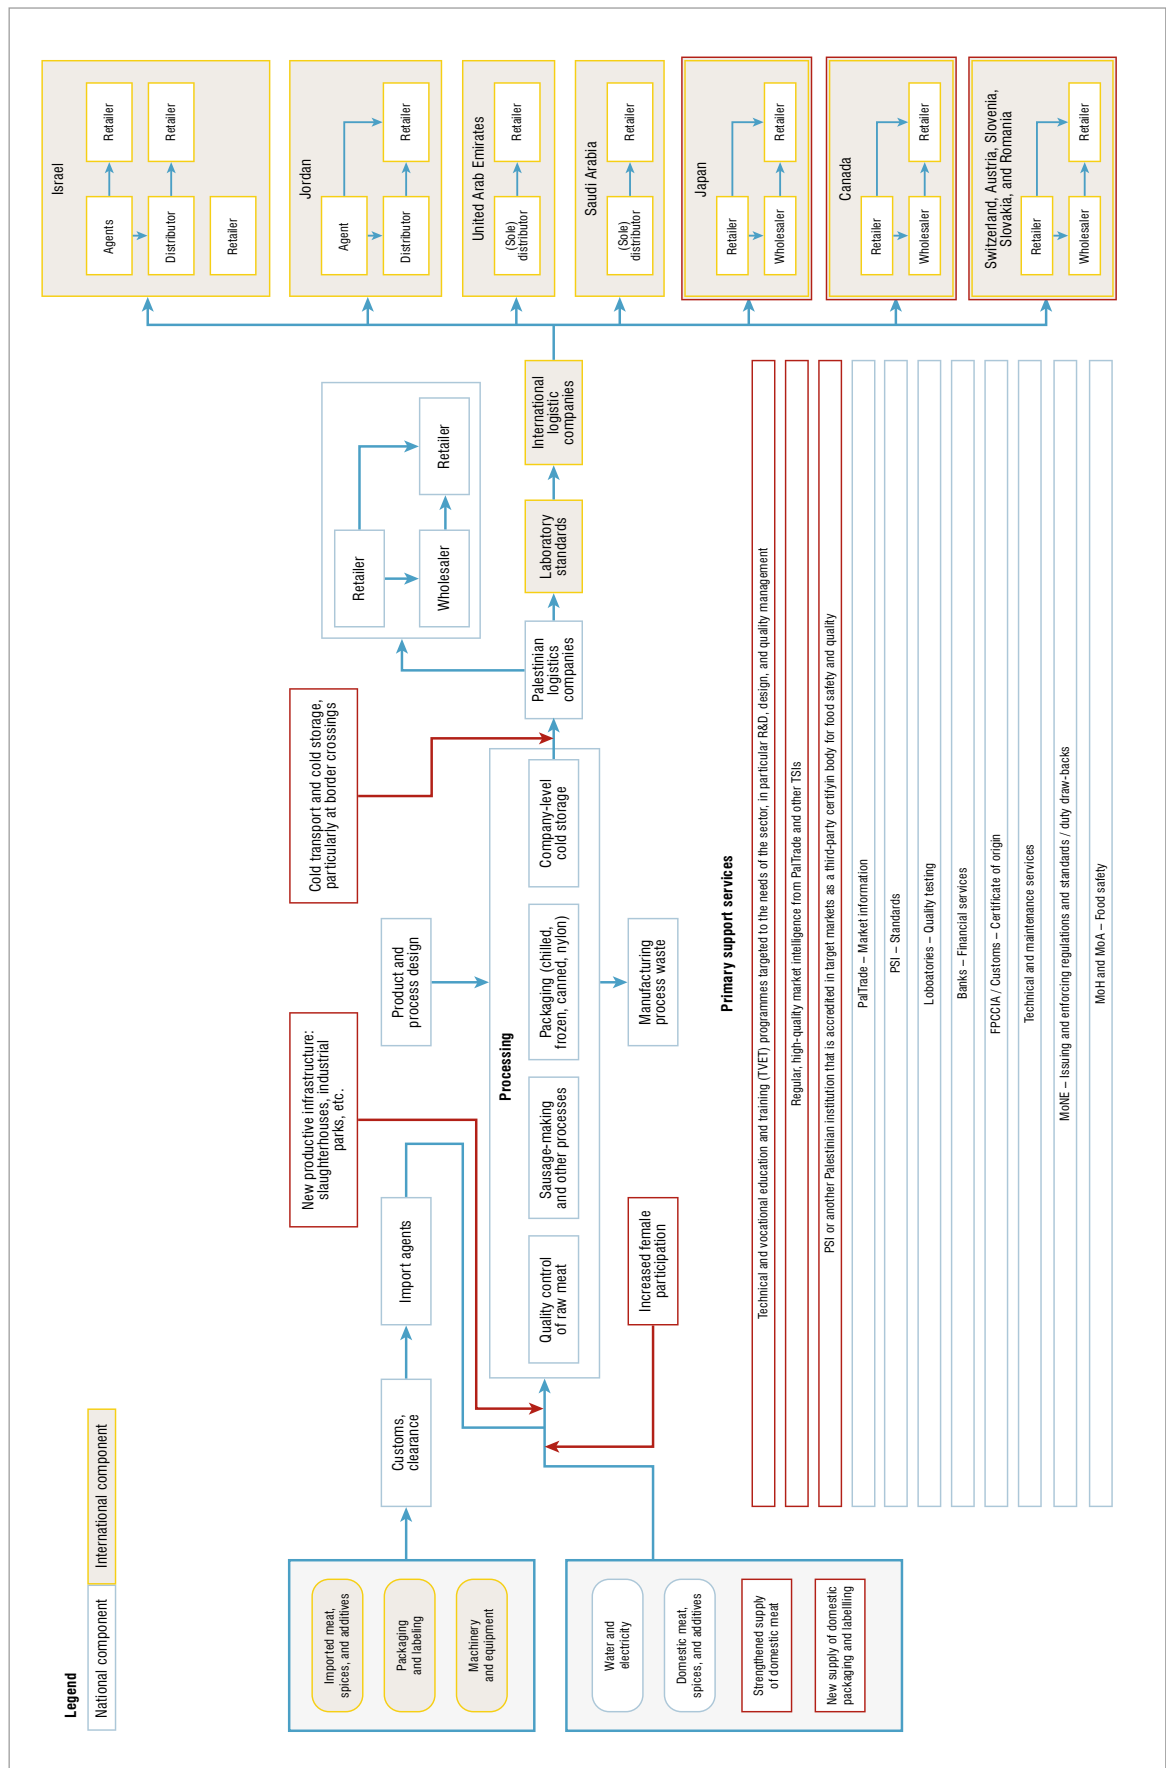 Legend
National component
International component
Imported meat,
spices, and additives
Packaging
and labeling
Machinery
and equipment
Water and
electricity
Domestic meat,
spices, and additives
Strengthened supply
of domestic meat
New supply of domestic
packaging and labellling
Customs,
clearance
Import agents
New productive infrastructure:
slaughterhouses, industrial
parks, etc.
Increased female
participation
Product and
process design
Cold transport and cold storage,
particularly at border crossings
Processing
Quality control
of raw meat
Sausage-making
and other processes
Packaging (chilled,
frozen, canned, nylon)
Company-level
cold storage
Manufacturing
process waste
Palestinian
logistics
companies
Retailer
Wholesaler
Retailer
Laboratory
standards
International
logistic
companies
Israel
Agents
Retailer
Distributor
Retailer
Retailer
Jordan
Agent
Distributor
Retailer
United Arab Emirates
(Sole)
distributor
Retailer
Saudi Arabia
(Sole)
distributor
Retailer
Japan
Retailer
Wholesaler
Retailer
Canada
Retailer
Wholesaler
Retailer
Switzerland, Austria, Slovenia,
Slovakia, and Romania
Retailer
Wholesaler
Retailer
Primary support services
Technical and vocational education and training (TVET) programmes targeted to the needs of the sector, in particular R&D, design, and quality management
Regular, high-quality market intelligence from PalTrade and other TSIs
PSI or another Palestinian institution that is accredited in target markets as a third-party certifyin body for food safety and quality
PalTrade – Market information
PSI – Standards
Loboatories – Quality testing
Banks – Financial services
FPCCIA / Customs – Certificate of origin
Technical and maintenance services
MoNE – Issuing and enforcing regulations and standards / duty draw-backs
MoH and MoA – Food safety